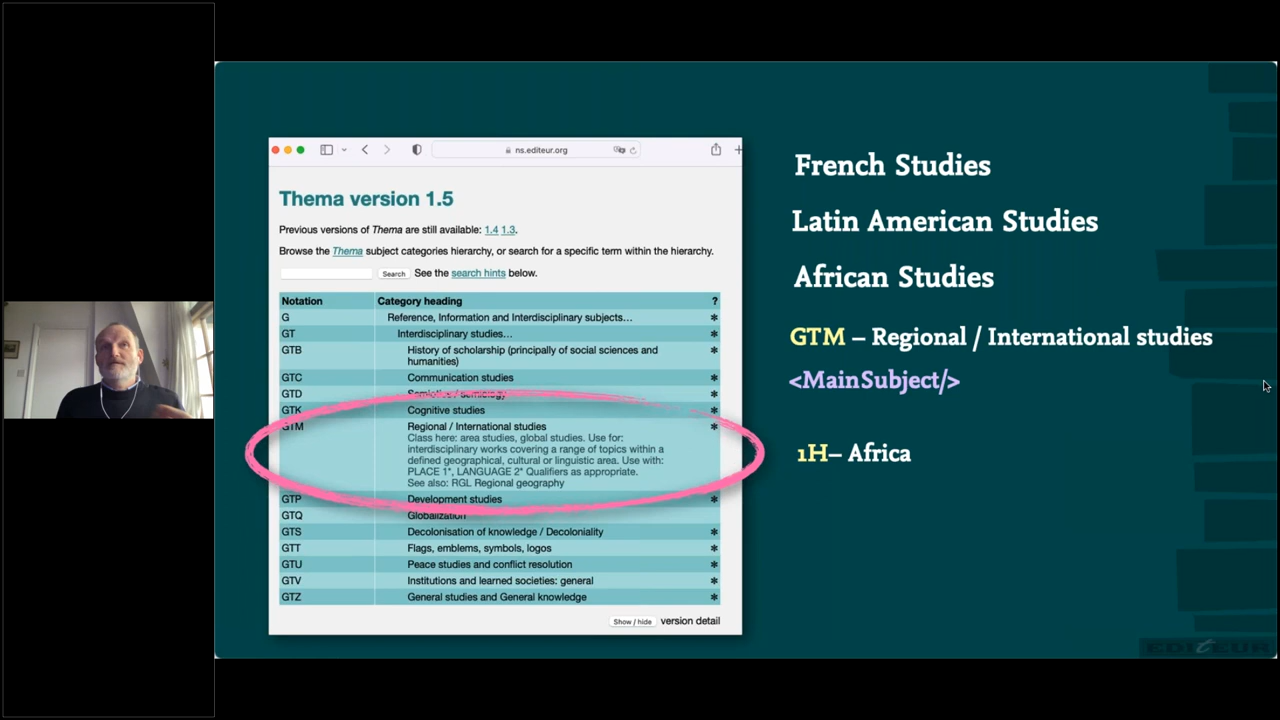 ns.editeur.org
Thema version 1.5
Previous versions of Thema are still available: 1.4 1.3.
Browse the Thema subject categories hierarchy, or search for a specific term within the hierarchy.
Search See the search hints below.
Notation Category heading ?
G Reference, Information and Interdisciplinary subjects… *
GT Interdisciplinary studies… *
GTB History of scholarship (principally of social sciences and *
humanities)
GTC Communication studies *
GTD Semiotics / semiology *
GTK Cognitive studies *
GTM Regional / International studies *
Class here: area studies, global studies. Use for:
interdisciplinary works covering a range of topics within a
defined geographical, cultural or linguistic area. Use with:
PLACE 1*, LANGUAGE 2* Qualifiers as appropriate.
See also: RGL Regional geography
GTP Development studies *
GTQ Globalization *
GTS Decolonisation of knowledge / Decoloniality *
GTT Flags, emblems, symbols, logos *
GTU Peace studies and conflict resolution *
GTV Institutions and learned societies: general *
GTZ General studies and General knowledge *
Show / hide version detail
French Studies
Latin American Studies
African Studies
GTM – Regional / International studies
<MainSubject/>
1H– Africa
EDItEUR